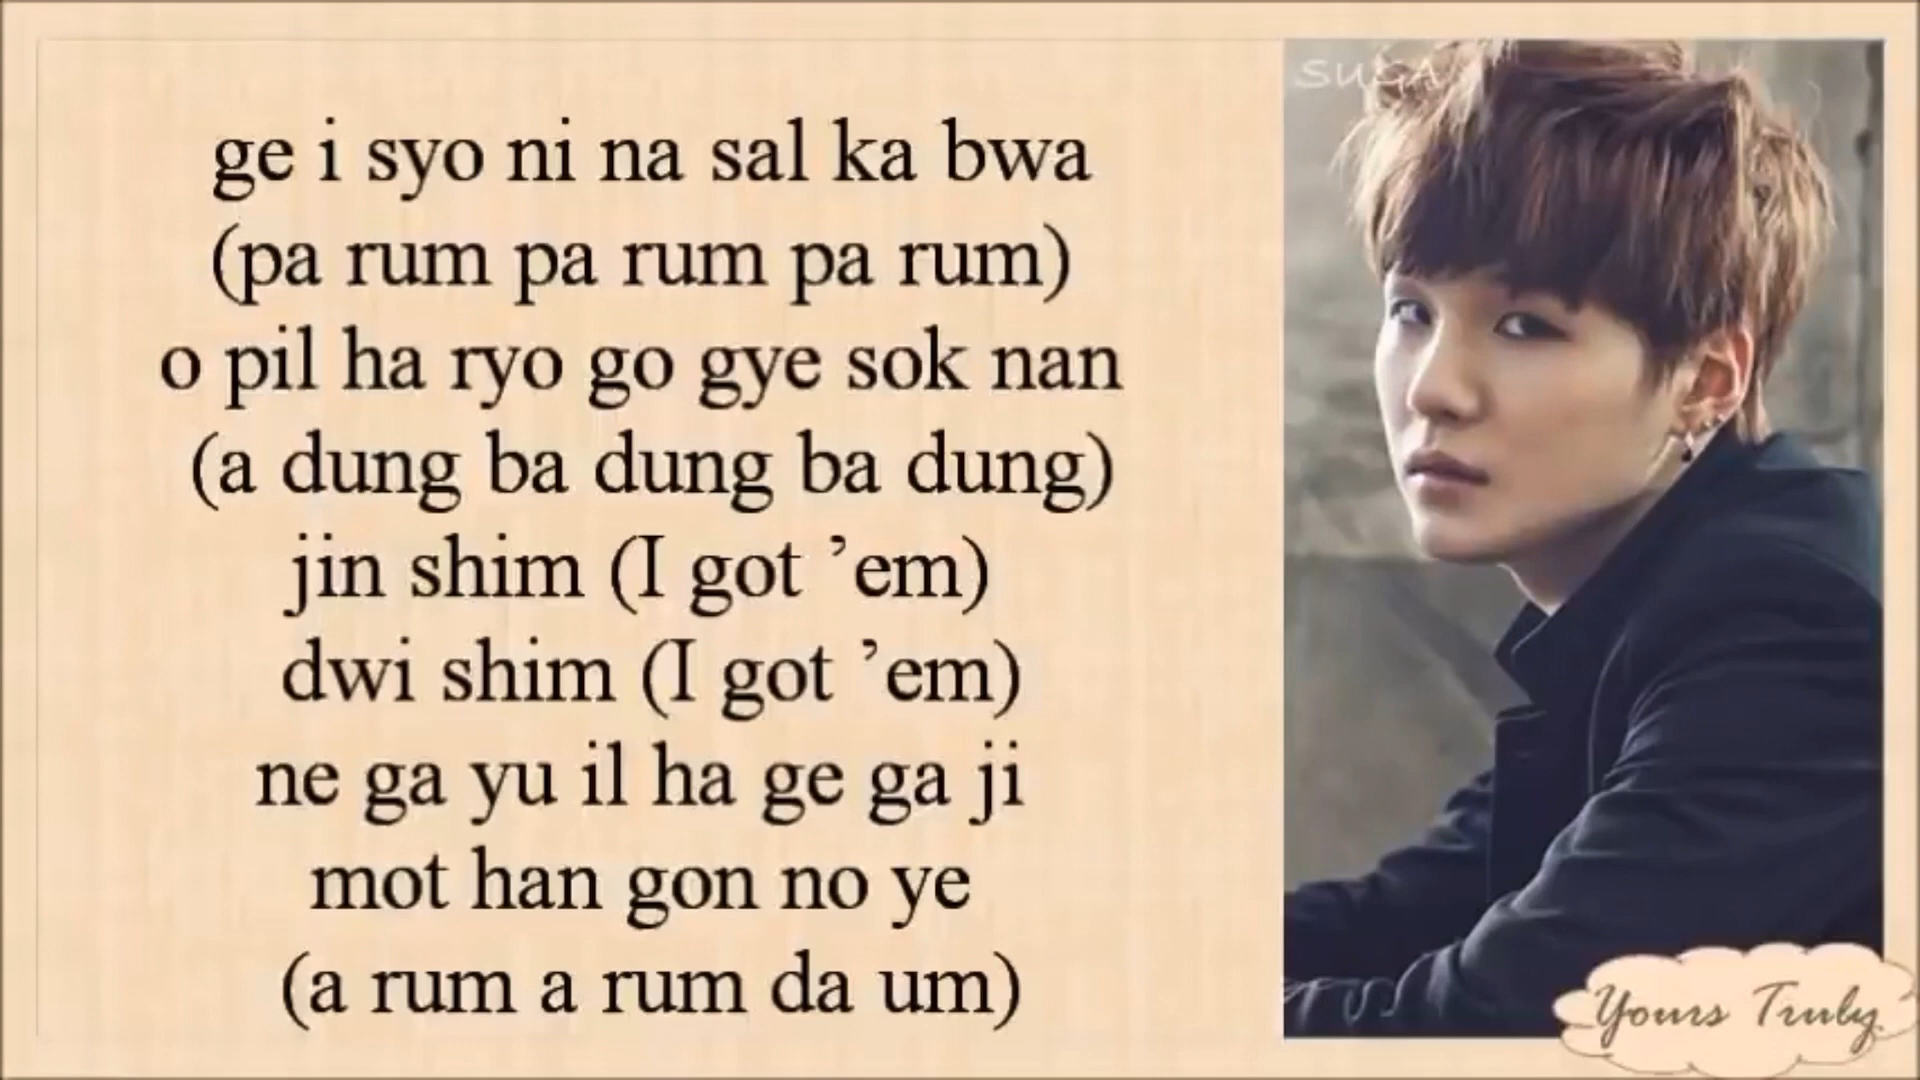 SUGA
ge i syo ni na sal ka bwa
(pa rum pa rum pa rum)
o pil ha ryo go gye sok nan
(a dung ba dung ba dung)
jin shim (I got ’em)
dwi shim (I got ’em)
ne ga yu il ha ge ga ji
mot han gon no ye
(a rum a rum da um)
Yours Truly